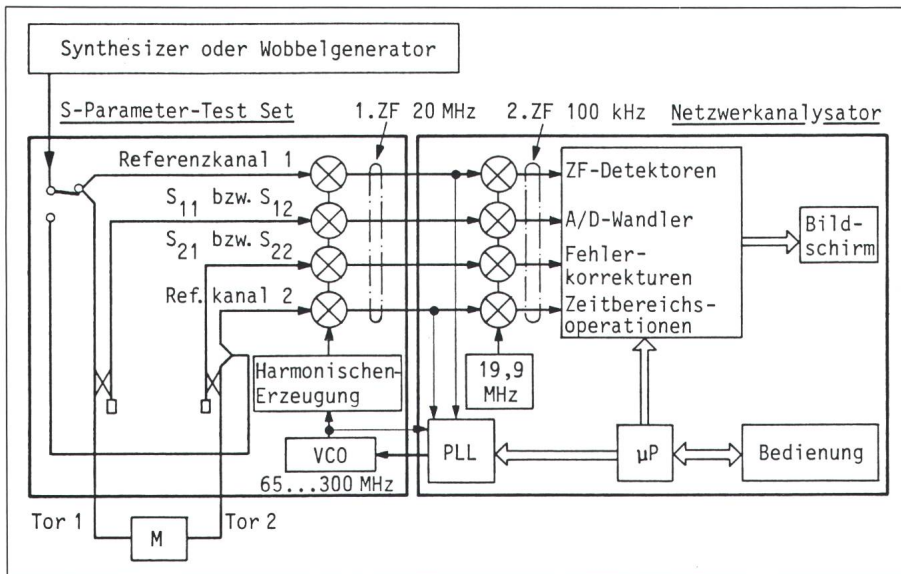 Synthesizer oder Wobbelgenerator
S-Parameter-Test Set
1.ZF 20 MHz
2.ZF 100 kHz
Netzwerkanalysator
Referenzkanal 1
S11 bzw. S12
S21 bzw. S22
Ref.kanal 2
ZF-Detektoren
A/D-Wandler
Fehler-
korrekturen
Zeitbereichs-
operationen
Bild-
schirm
Harmonischen-
Erzeugung
19,9
MHz
VCO
65...300 MHz
PLL
µP
Bedienung
Tor 1
M
Tor 2